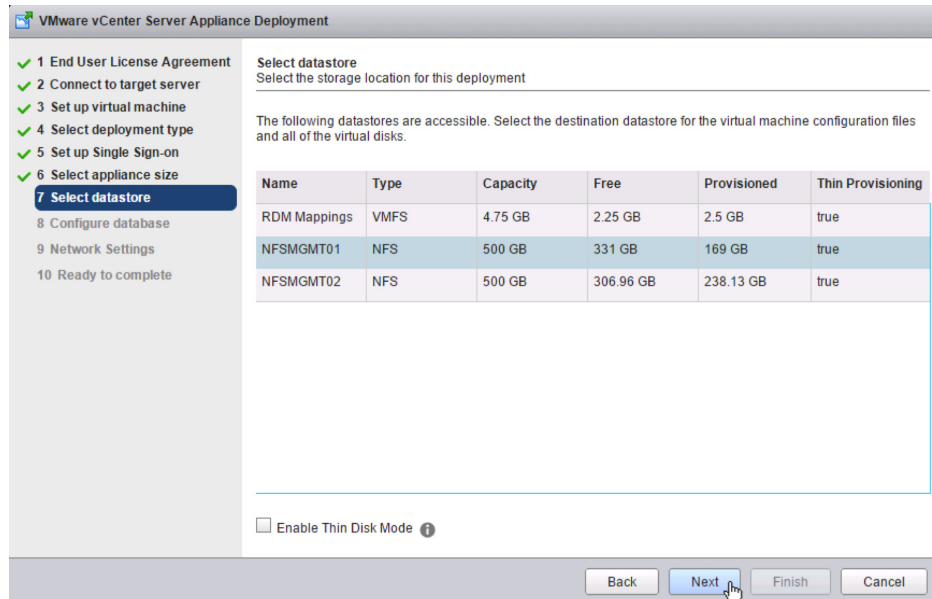 VMware vCenter Server Appliance Deployment
1 End User License Agreement
2 Connect to target server
3 Set up virtual machine
4 Select deployment type
5 Set up Single Sign-on
6 Select appliance size
7 Select datastore
8 Configure database
9 Network Settings
10 Ready to complete
Select datastore
Select the storage location for this deployment
The following datastores are accessible. Select the destination datastore for the virtual machine configuration files
and all of the virtual disks.
Name Type Capacity Free Provisioned Thin Provisioning
RDM Mappings VMFS 4.75 GB 2.25 GB 2.5 GB true
NFSMGMT01 NFS 500 GB 331 GB 169 GB true
NFSMGMT02 NFS 500 GB 306.96 GB 238.13 GB true
Enable Thin Disk Mode
Back Next Finish Cancel